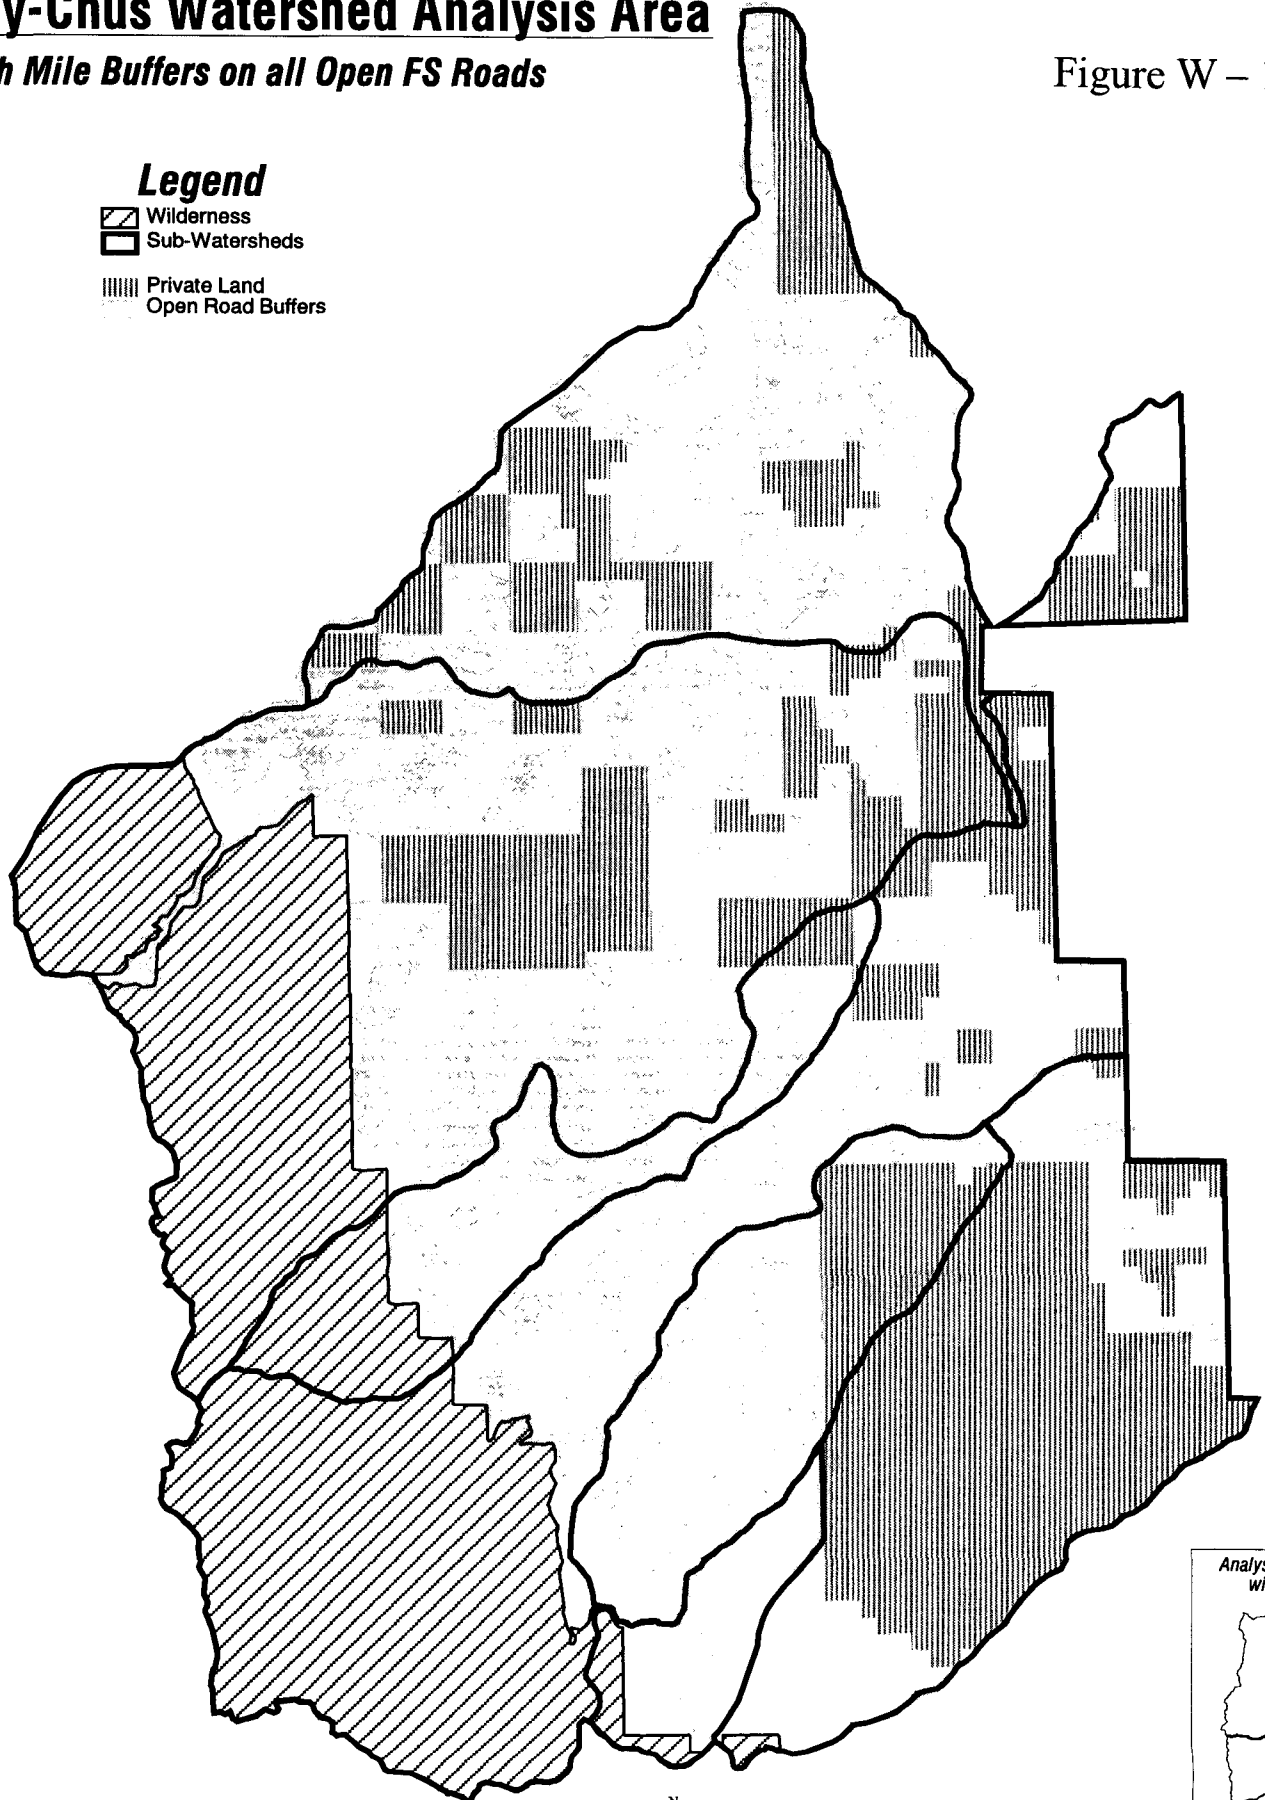 y-Chus Watershed Analysis Area
h Mile Buffers on all Open FS Roads
Figure W –
Legend
Wilderness
Sub-Watersheds
Private Land
Open Road Buffers
Analys
wi
N